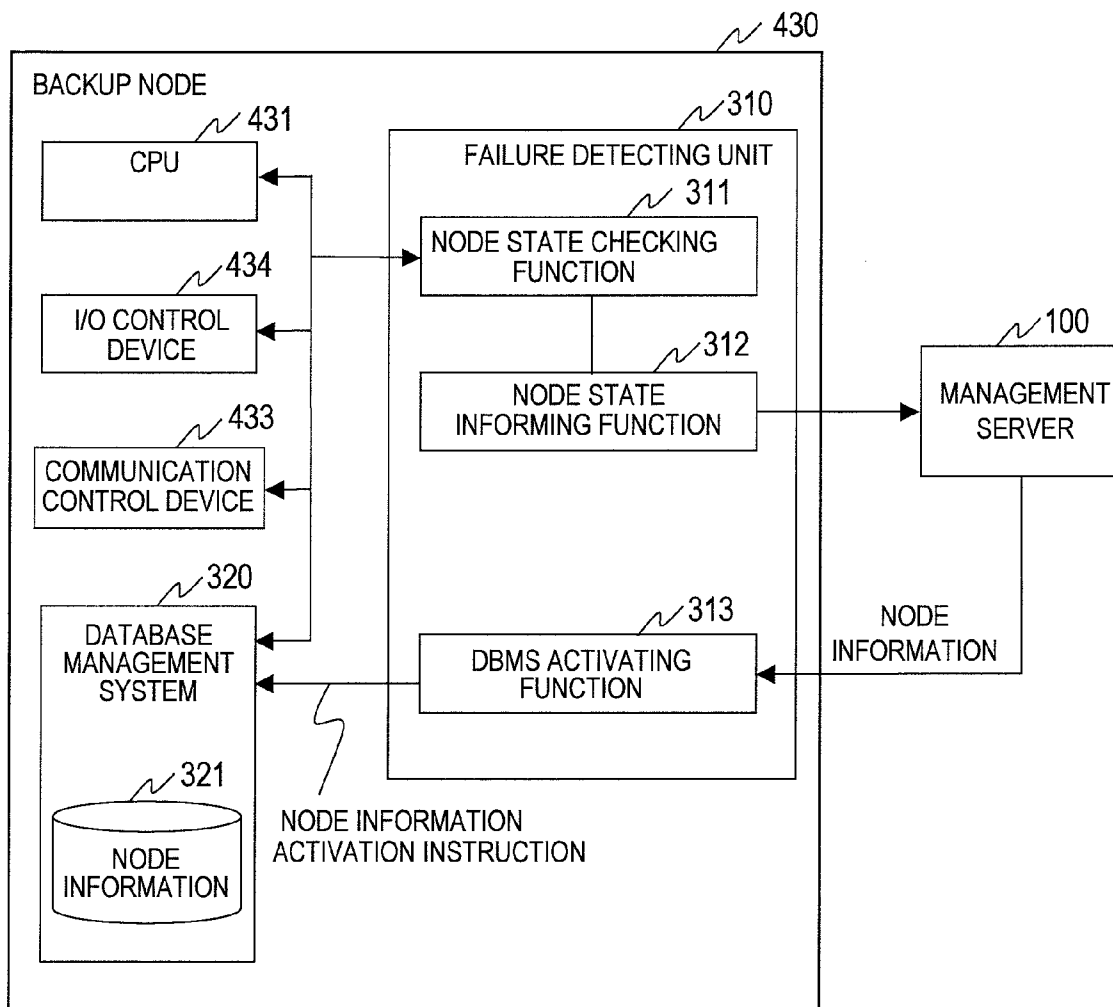 430
BACKUP NODE
431
CPU
434
I/O CONTROL
DEVICE
433
COMMUNICATION
CONTROL DEVICE
320
DATABASE
MANAGEMENT
SYSTEM
321
NODE
INFORMATION
310
FAILURE DETECTING UNIT
311
NODE STATE CHECKING
FUNCTION
312
NODE STATE
INFORMING FUNCTION
313
DBMS ACTIVATING
FUNCTION
NODE INFORMATION
ACTIVATION INSTRUCTION
100
MANAGEMENT
SERVER
NODE
INFORMATION